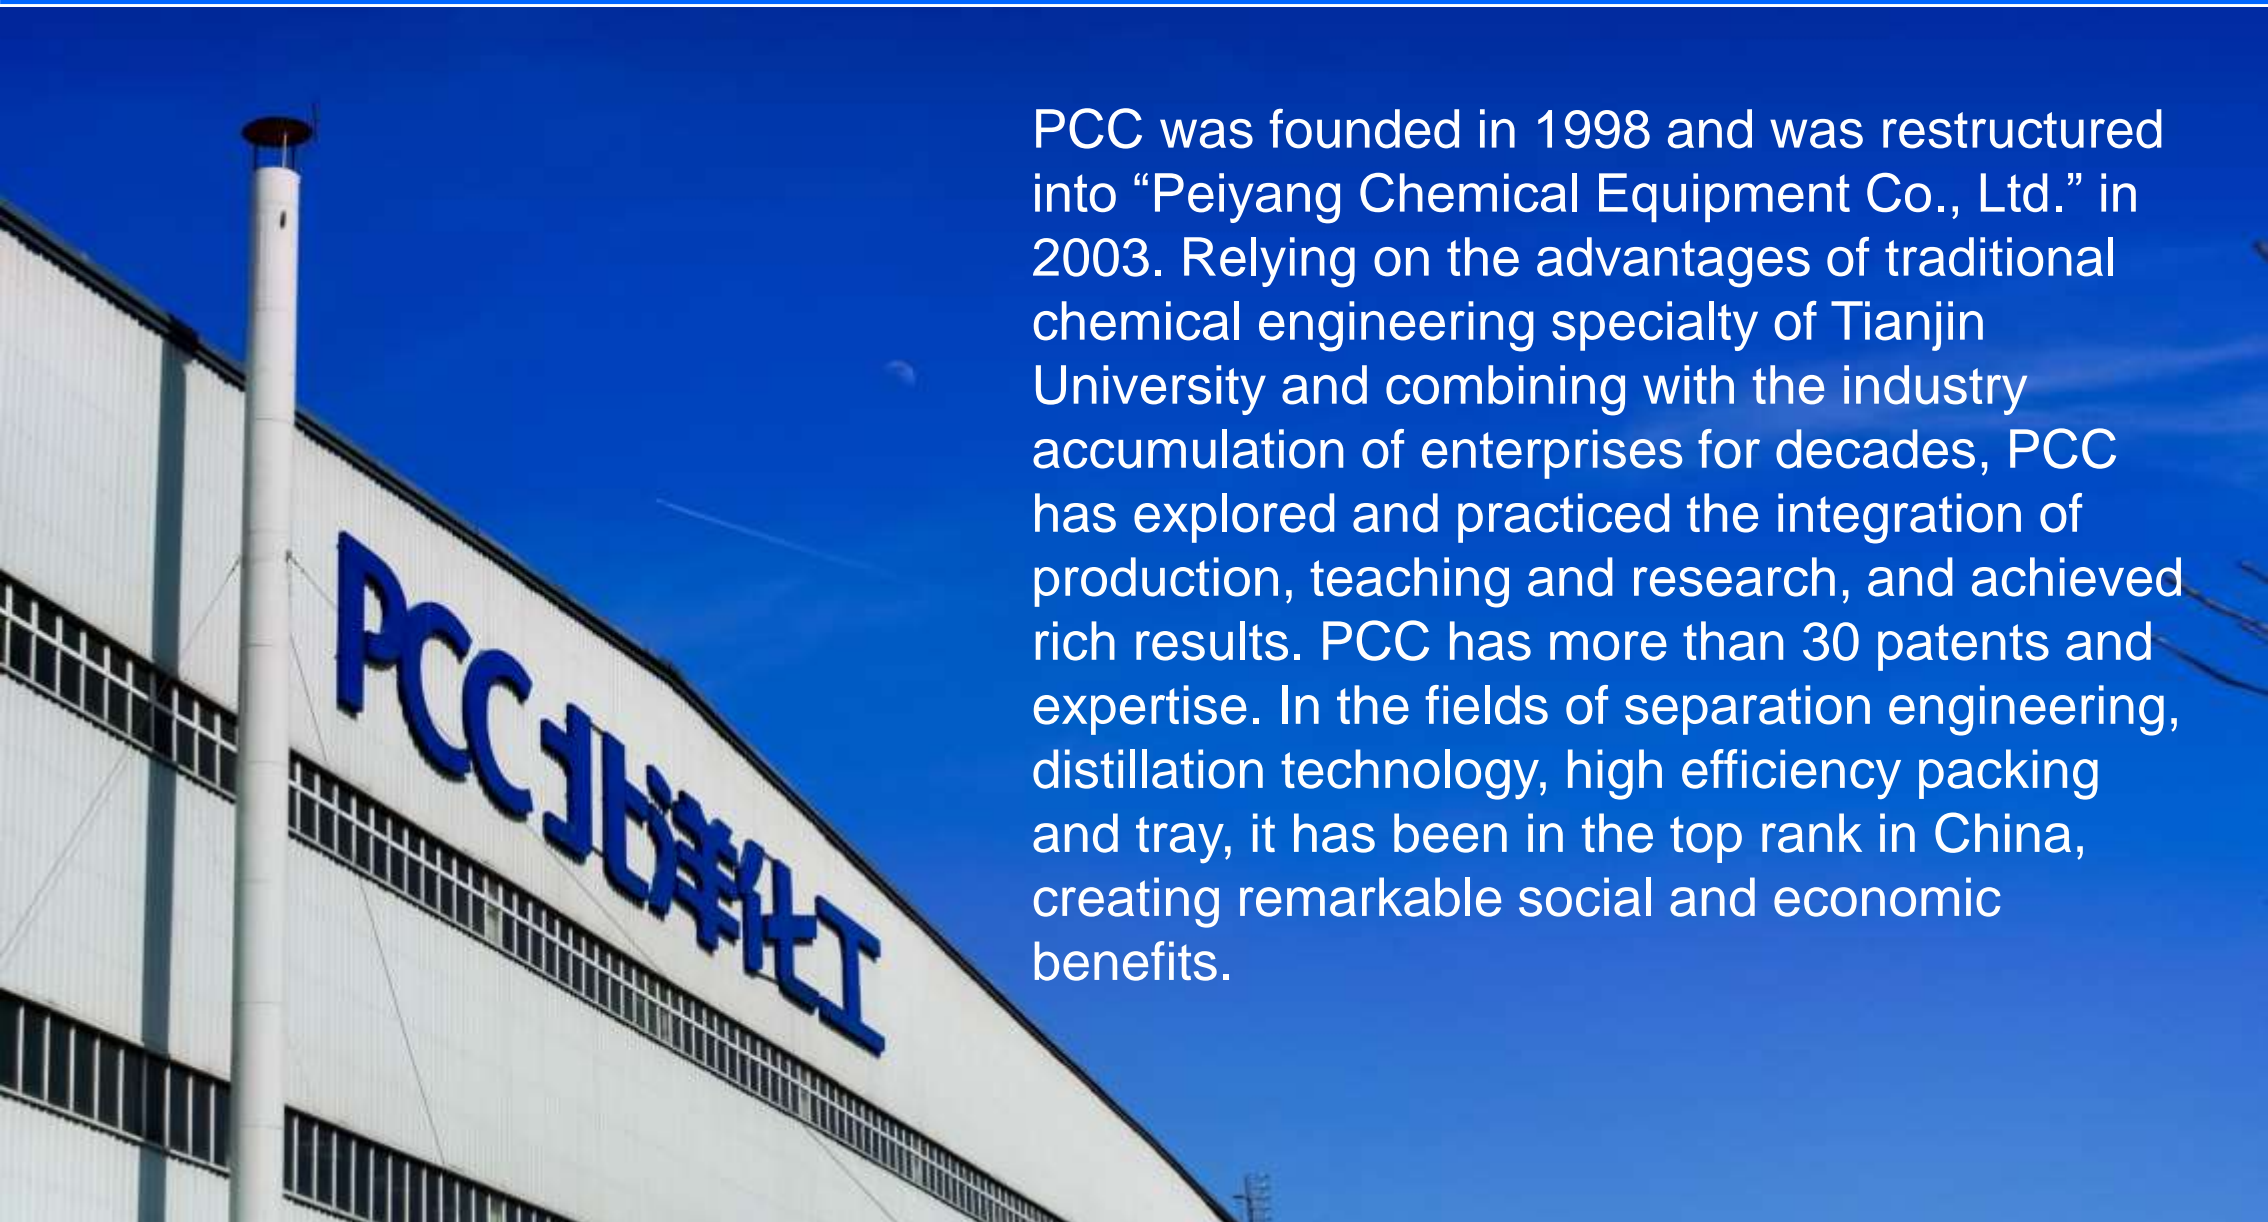 PCC 北洋化工
PCC was founded in 1998 and was restructured
into “Peiyang Chemical Equipment Co., Ltd.” in
2003. Relying on the advantages of traditional
chemical engineering specialty of Tianjin
University and combining with the industry
accumulation of enterprises for decades, PCC
has explored and practiced the integration of
production, teaching and research, and achieved
rich results. PCC has more than 30 patents and
expertise. In the fields of separation engineering,
distillation technology, high efficiency packing
and tray, it has been in the top rank in China,
creating remarkable social and economic
benefits.